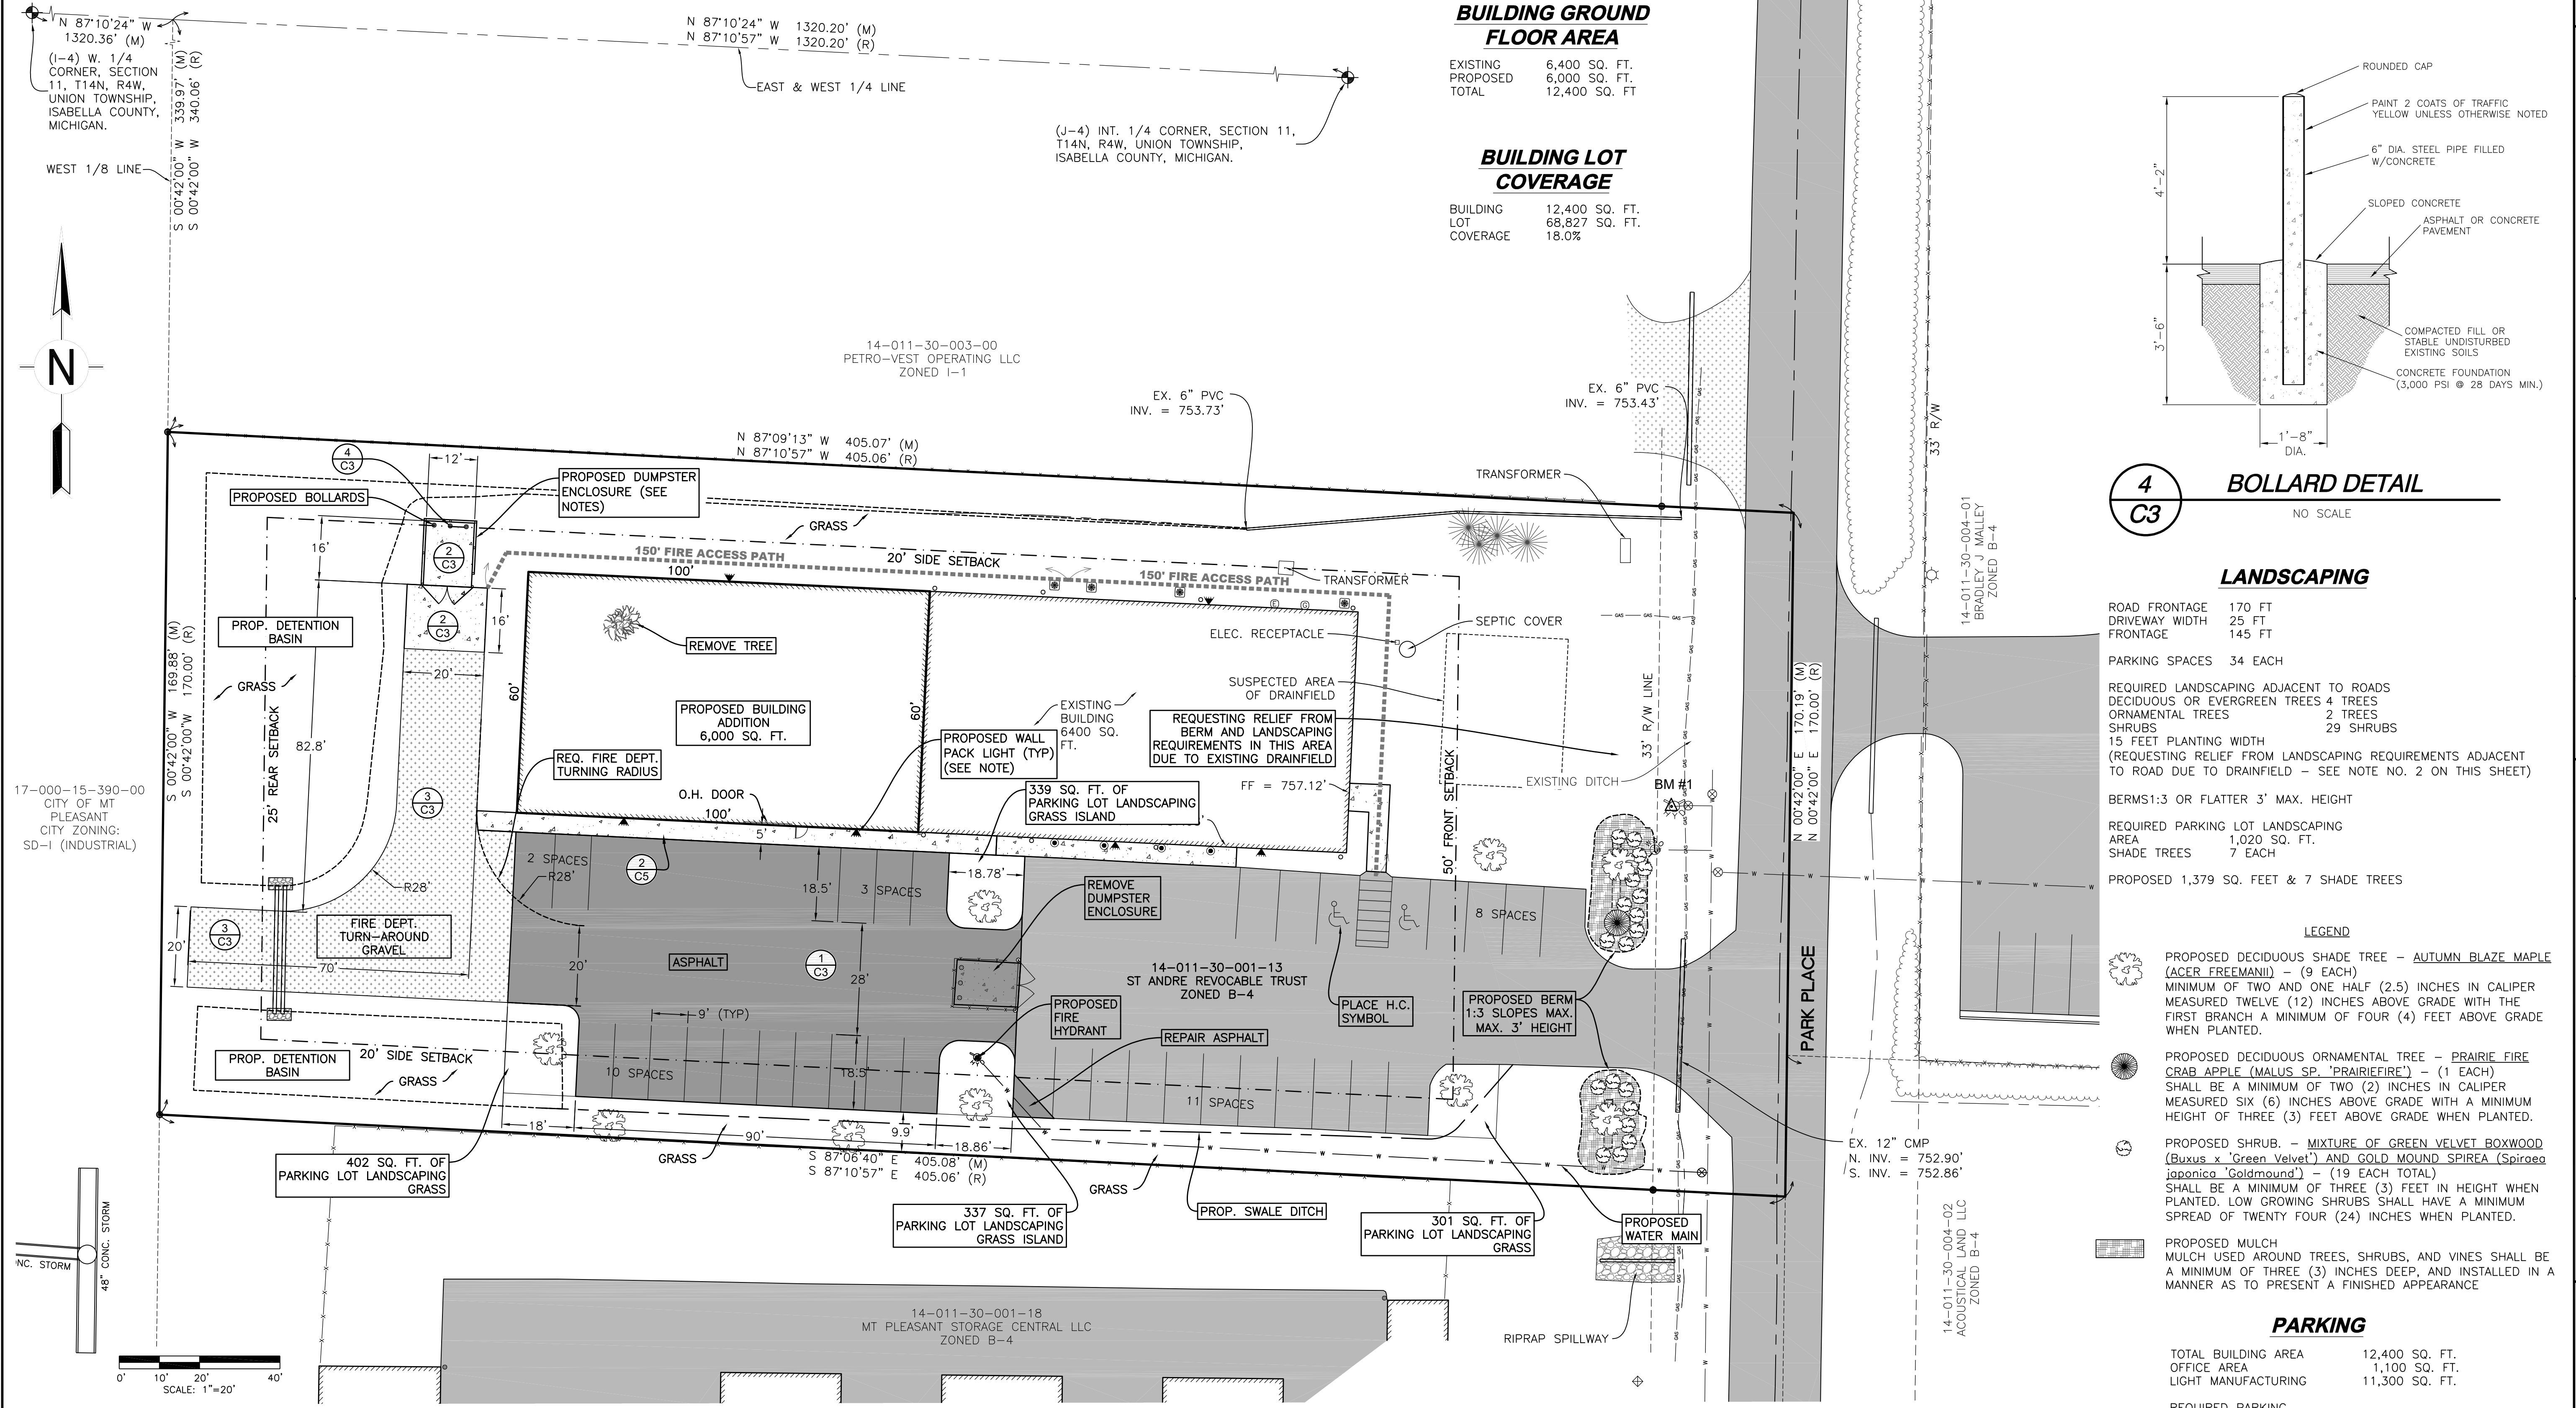 N 87°10'24" W
1320.36' (M)
(I-4) W. 1/4
CORNER, SECTION
11, T14N, R4W,
UNION TOWNSHIP,
ISABELLA COUNTY,
MICHIGAN.
WEST 1/8 LINE
S 00°42'00" W 339.97' (M)
S 00°42'00" W 340.06' (R)
N 87°10'24" W 1320.20' (M)
N 87°10'57" W 1320.20' (R)
EAST & WEST 1/4 LINE
(J-4) INT. 1/4 CORNER, SECTION 11,
T14N, R4W, UNION TOWNSHIP,
ISABELLA COUNTY, MICHIGAN.
BUILDING GROUND
FLOOR AREA
EXISTING 6,400 SQ. FT.
PROPOSED 6,000 SQ. FT.
TOTAL 12,400 SQ. FT
BUILDING LOT
COVERAGE
BUILDING 12,400 SQ. FT.
LOT 68,827 SQ. FT.
COVERAGE 18.0%
N
14-011-30-003-00
PETRO-VEST OPERATING LLC
ZONED I-1
EX. 6" PVC
INV. = 753.73'
EX. 6" PVC
INV. = 753.43'
N 87°09'13" W 405.07' (M)
N 87°10'57" W 405.06' (R)
4
C3
12'
PROPOSED BOLLARDS
PROPOSED DUMPSTER
ENCLOSURE (SEE
NOTES)
GRASS
TRANSFORMER
16'
2
C3
150' FIRE ACCESS PATH
100'
20' SIDE SETBACK
150' FIRE ACCESS PATH
TRANSFORMER
2
C3
16'
PROP. DETENTION
BASIN
REMOVE TREE
E
G
ELEC. RECEPTACLE
SEPTIC COVER
S 00°42'00" W 169.88' (M)
S 00°42'00"W 170.00' (R)
GRASS
20'
60'
60'
SUSPECTED AREA
OF DRAINFIELD
25' REAR SETBACK
82.8'
PROPOSED BUILDING
ADDITION
6,000 SQ. FT.
EXISTING
BUILDING
6400 SQ.
FT.
REQUESTING RELIEF FROM
BERM AND LANDSCAPING
REQUIREMENTS IN THIS AREA
DUE TO EXISTING DRAINFIELD
PROPOSED WALL
PACK LIGHT (TYP)
(SEE NOTE)
REQ. FIRE DEPT.
TURNING RADIUS
33' R/W LINE
N 00°42'00" E 170.19' (M)
N 00°42'00" E 170.00' (R)
EXISTING DITCH
17-000-15-390-00
CITY OF MT
PLEASANT
CITY ZONING:
SD-I (INDUSTRIAL)
3
C3
O.H. DOOR
100'
5'
339 SQ. FT. OF
PARKING LOT LANDSCAPING
GRASS ISLAND
FF = 757.12'
50' FRONT SETBACK
BM #1
2 SPACES
2
C5
R28'
R28'
18.5'
3 SPACES
18.78'
REMOVE
DUMPSTER
ENCLOSURE
8 SPACES
20'
3
C3
FIRE DEPT.
TURN-AROUND
GRAVEL
70'
20'
ASPHALT
1
C3
28'
14-011-30-001-13
ST ANDRE REVOCABLE TRUST
ZONED B-4
PLACE H.C.
SYMBOL
PROPOSED BERM
1:3 SLOPES MAX.
MAX. 3' HEIGHT
PARK PLACE
9' (TYP)
PROPOSED
FIRE
HYDRANT
REPAIR ASPHALT
PROP. DETENTION
BASIN
20' SIDE SETBACK
GRASS
10 SPACES
18.5'
11 SPACES
18'
90'
9.9'
18.86'
GRASS
S 87°06'40" E 405.08' (M)
S 87°10'57" E 405.06' (R)
GRASS
402 SQ. FT. OF
PARKING LOT LANDSCAPING
GRASS
337 SQ. FT. OF
PARKING LOT LANDSCAPING
GRASS ISLAND
PROP. SWALE DITCH
301 SQ. FT. OF
PARKING LOT LANDSCAPING
GRASS
PROPOSED
WATER MAIN
EX. 12" CMP
N. INV. = 752.90'
S. INV. = 752.86'
NC. STORM
48" CONC. STORM
0' 10' 20' 40'
SCALE: 1"=20'
14-011-30-001-18
MT PLEASANT STORAGE CENTRAL LLC
ZONED B-4
RIPRAP SPILLWAY
14-011-30-004-02
ACOUSTICAL LAND LLC
ZONED B-4
33' R/W
14-011-30-004-01
BRADLEY J MALLEY
ZONED B-4
ROUNDED CAP
PAINT 2 COATS OF TRAFFIC
YELLOW UNLESS OTHERWISE NOTED
6" DIA. STEEL PIPE FILLED
W/CONCRETE
4'-2"
SLOPED CONCRETE
ASPHALT OR CONCRETE
PAVEMENT
3'-6"
COMPACTED FILL OR
STABLE UNDISTURBED
EXISTING SOILS
CONCRETE FOUNDATION
(3,000 PSI @ 28 DAYS MIN.)
1'-8"
DIA.
4
C3
BOLLARD DETAIL
NO SCALE
LANDSCAPING
ROAD FRONTAGE 170 FT
DRIVEWAY WIDTH 25 FT
FRONTAGE 145 FT
PARKING SPACES 34 EACH
REQUIRED LANDSCAPING ADJACENT TO ROADS
DECIDUOUS OR EVERGREEN TREES 4 TREES
ORNAMENTAL TREES 2 TREES
SHRUBS 29 SHRUBS
15 FEET PLANTING WIDTH
(REQUESTING RELIEF FROM LANDSCAPING REQUIREMENTS ADJACENT
TO ROAD DUE TO DRAINFIELD – SEE NOTE NO. 2 ON THIS SHEET)
BERMS1:3 OR FLATTER 3' MAX. HEIGHT
REQUIRED PARKING LOT LANDSCAPING
AREA 1,020 SQ. FT.
SHADE TREES 7 EACH
PROPOSED 1,379 SQ. FEET & 7 SHADE TREES
LEGEND
PROPOSED DECIDUOUS SHADE TREE – AUTUMN BLAZE MAPLE
(ACER FREEMANII) – (9 EACH)
MINIMUM OF TWO AND ONE HALF (2.5) INCHES IN CALIPER
MEASURED TWELVE (12) INCHES ABOVE GRADE WITH THE
FIRST BRANCH A MINIMUM OF FOUR (4) FEET ABOVE GRADE
WHEN PLANTED.
PROPOSED DECIDUOUS ORNAMENTAL TREE – PRAIRIE FIRE
CRAB APPLE (MALUS SP. 'PRAIRIEFIRE') – (1 EACH)
SHALL BE A MINIMUM OF TWO (2) INCHES IN CALIPER
MEASURED SIX (6) INCHES ABOVE GRADE WITH A MINIMUM
HEIGHT OF THREE (3) FEET ABOVE GRADE WHEN PLANTED.
PROPOSED SHRUB. – MIXTURE OF GREEN VELVET BOXWOOD
(Buxus x 'Green Velvet') AND GOLD MOUND SPIREA (Spiraea
japonica 'Goldmound') – (19 EACH TOTAL)
SHALL BE A MINIMUM OF THREE (3) FEET IN HEIGHT WHEN
PLANTED. LOW GROWING SHRUBS SHALL HAVE A MINIMUM
SPREAD OF TWENTY FOUR (24) INCHES WHEN PLANTED.
PROPOSED MULCH
MULCH USED AROUND TREES, SHRUBS, AND VINES SHALL BE
A MINIMUM OF THREE (3) INCHES DEEP, AND INSTALLED IN A
MANNER AS TO PRESENT A FINISHED APPEARANCE
PARKING
TOTAL BUILDING AREA 12,400 SQ. FT.
OFFICE AREA 1,100 SQ. FT.
LIGHT MANUFACTURING 11,300 SQ. FT.
REQUIRED PARKING